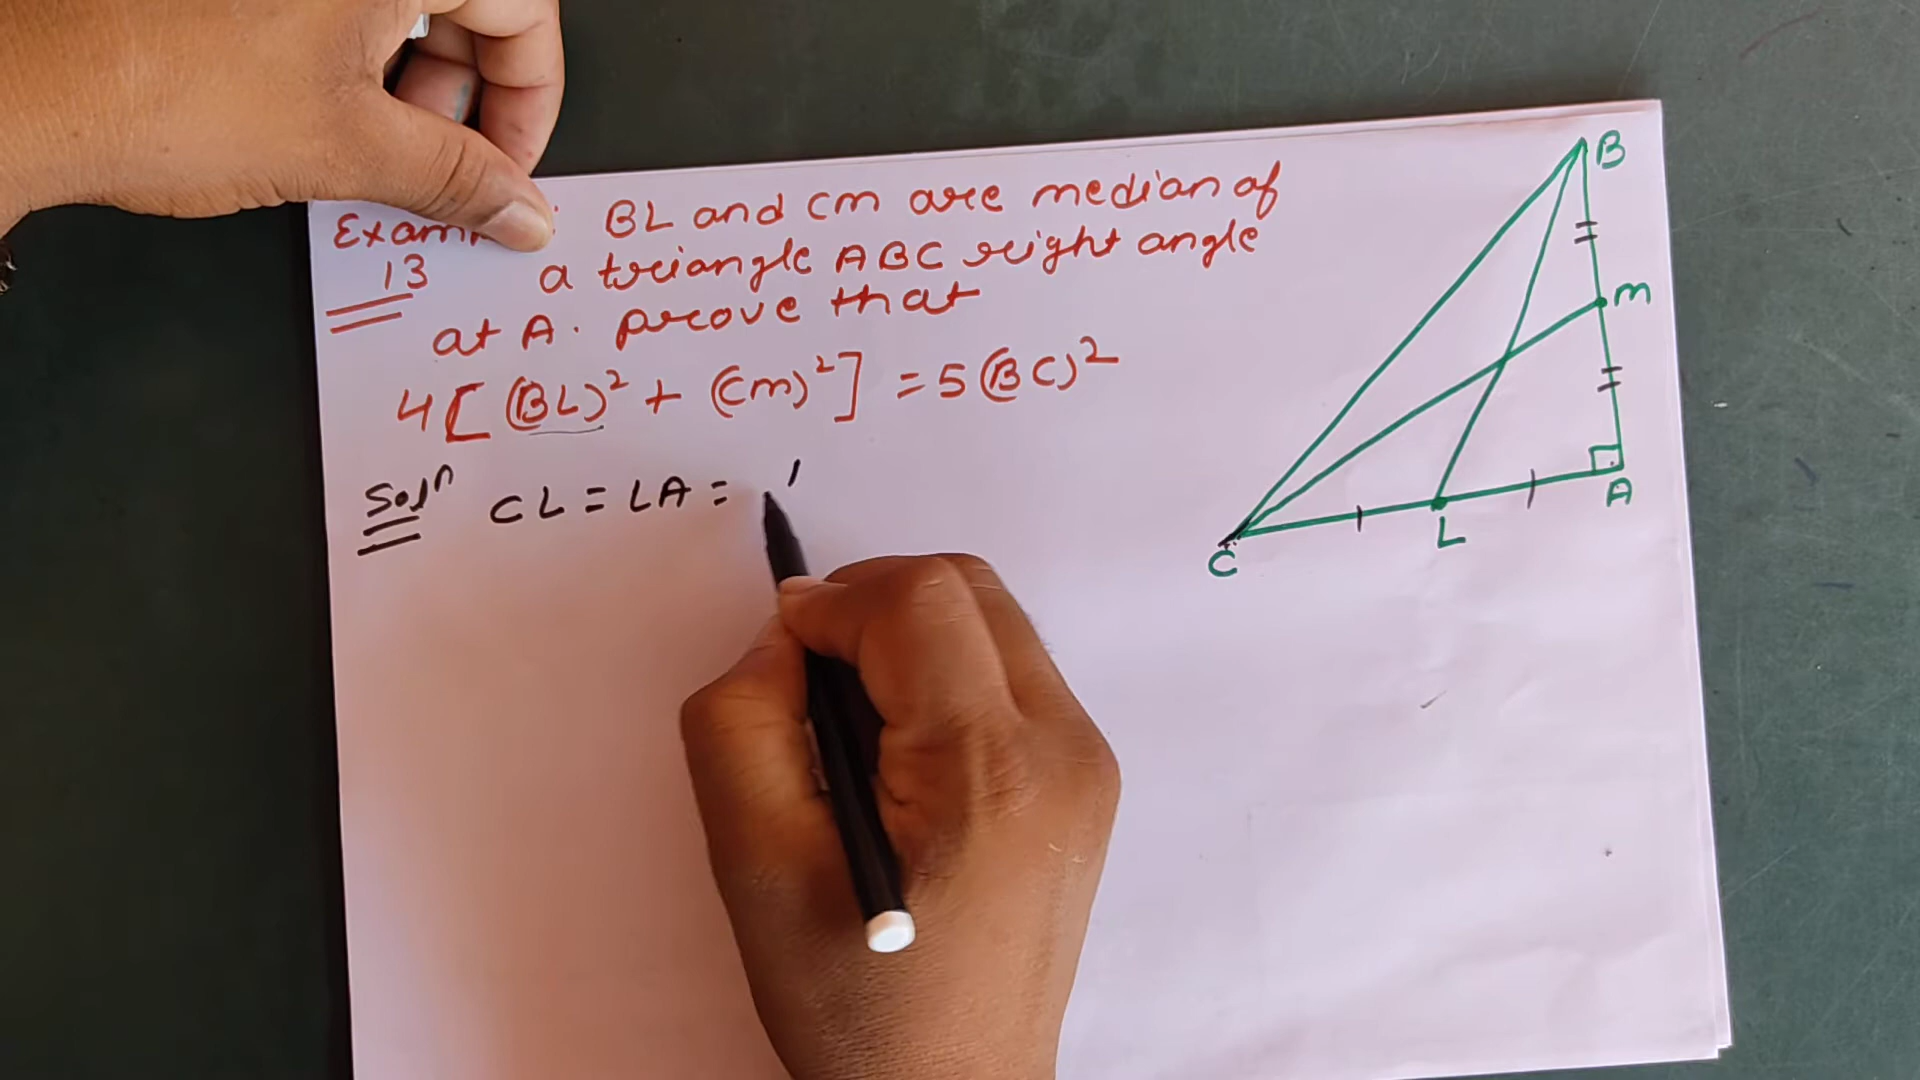 : BL and CM are median of
13 a triangle ABC right angle
at A. prove that
4[(BL)² + (CM)²] = 5(BC)²
Solⁿ CL = LA = 1
B
M
A
L
C